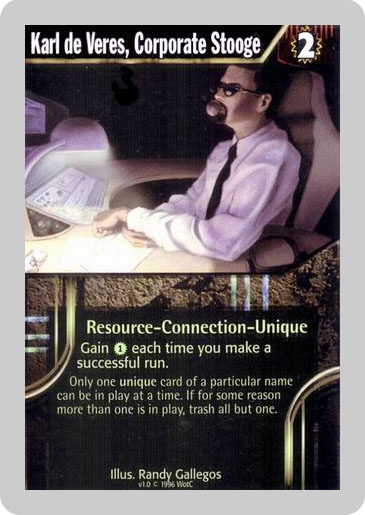 Karl de Veres, Corporate Stooge 2
Resource-Connection-Unique
Gain 1 each time you make a
successful run.
Only one unique card of a particular name
can be in play at a time. If for some reason
more than one is in play, trash all but one.
Illus. Randy Gallegos
v1.0 © 1996 WotC